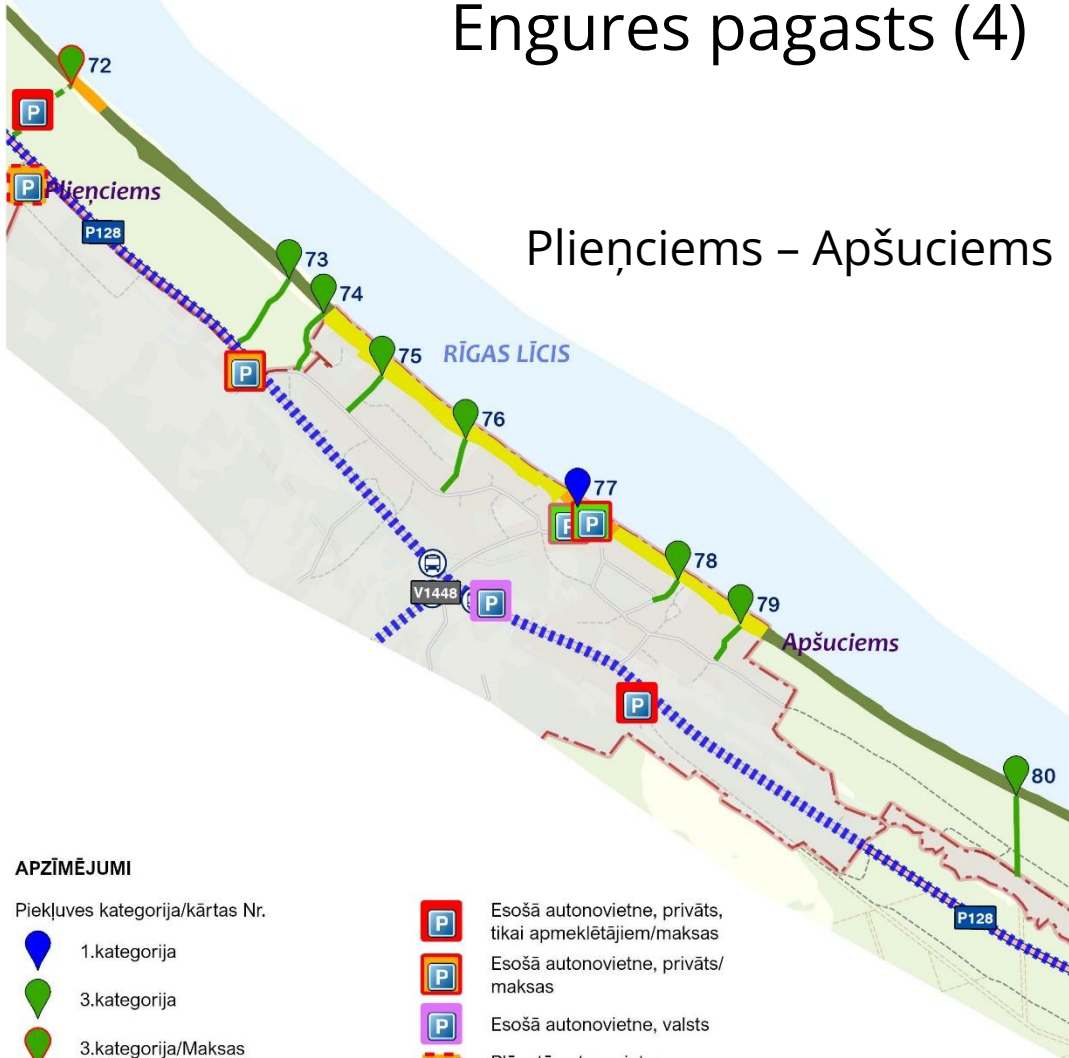 Engures pagasts (4)
Plieņciems – Apšuciems
72
P
P
Plieņciems
P128
73
74
RĪGAS LĪCIS
75
P
76
77
P
P
78
V1448
P
79
Apšuciems
P
80
P128
APZĪMĒJUMI
Piekļuves kategorija/kārtas Nr.
1.kategorija
3.kategorija
3.kategorija/Maksas
P
Esošā autonovietne, privāts,
tikai apmeklētājiem/maksas
P
Esošā autonovietne, privāts/
maksas
P
Esošā autonovietne, valsts